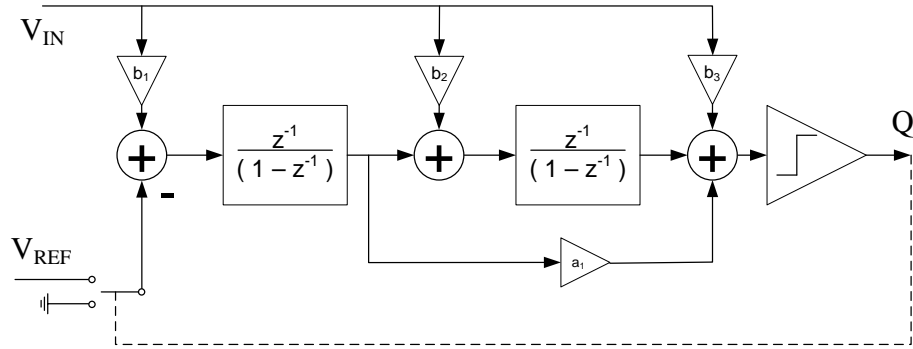 V_IN
b₁
b₂
b₃
+
z⁻¹
( 1 – z⁻¹ )
+
z⁻¹
( 1 – z⁻¹ )
+
Q
-
a₁
V_REF